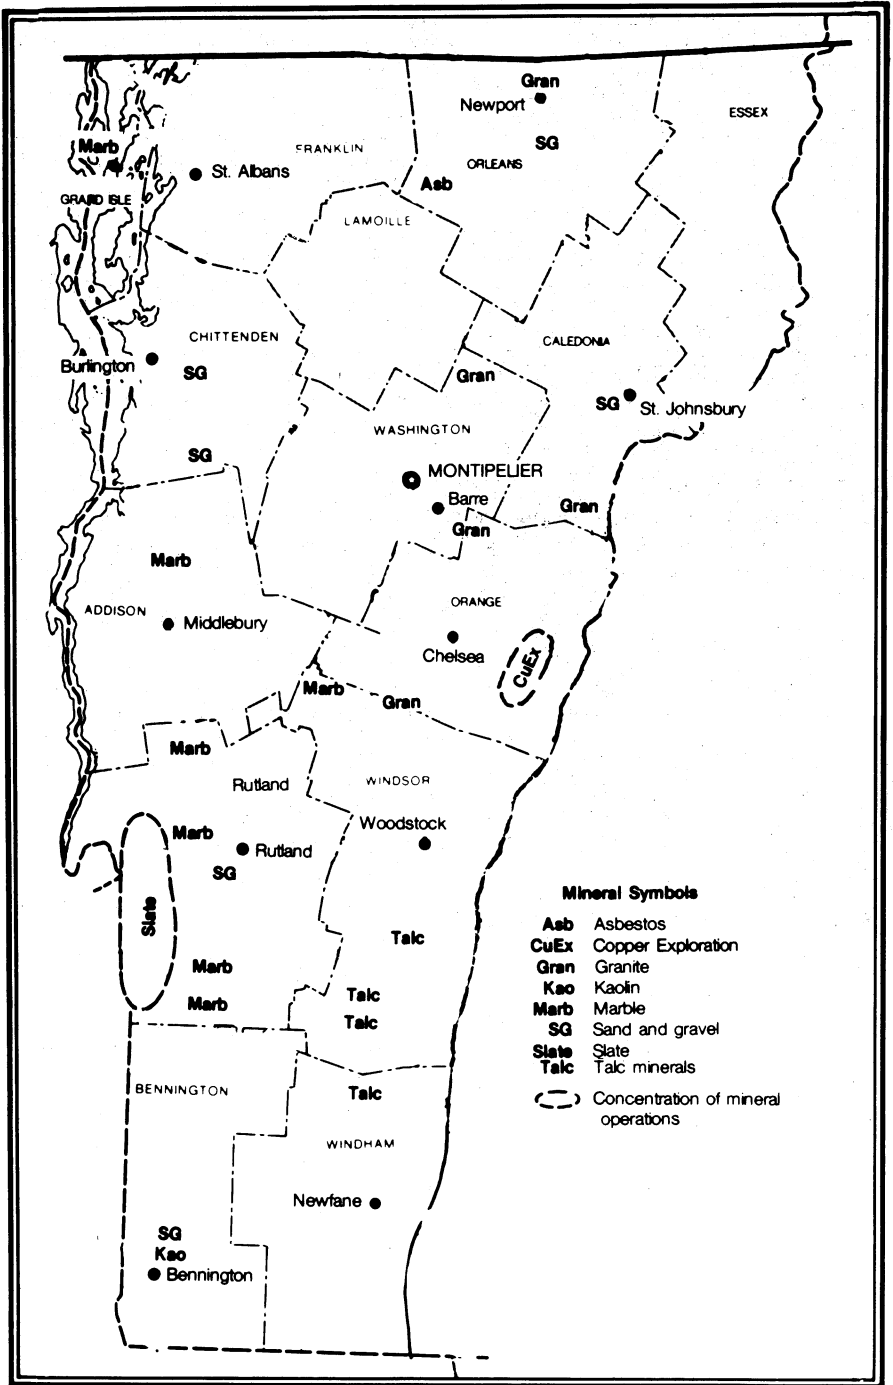 Gran
Newport
ESSEX
SG
Marb
FRANKLIN
ORLEANS
St. Albans
Asb
GRAND ISLE
LAMOILLE
CHITTENDEN
CALEDONIA
Burlington
SG
Gran
SG
St. Johnsbury
WASHINGTON
SG
MONTIPELIER
Barre
Gran
Gran
Marb
ORANGE
ADDISON
Middlebury
Chelsea
CuEx
Marb
Gran
Marb
Rutland
WINDSOR
Woodstock
Marb
Rutland
SG
Slate
Talc
Marb
Talc
Marb
Talc
Mineral Symbols
Asb Asbestos
CuEx Copper Exploration
Gran Granite
Kao Kaolin
Marb Marble
SG Sand and gravel
Slate Slate
Talc Talc minerals
Concentration of mineral
operations
BENNINGTON
Talc
WINDHAM
Newfane
SG
Kao
Bennington